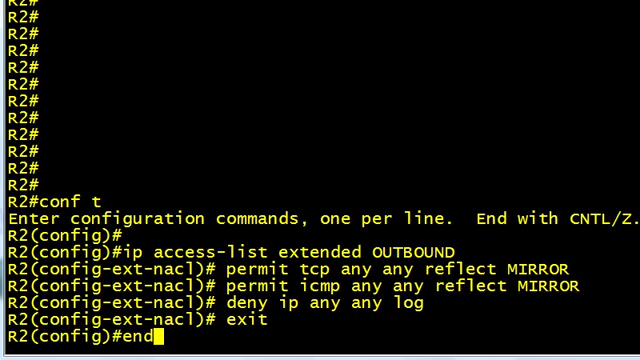 R2#
R2#
R2#
R2#
R2#
R2#
R2#
R2#
R2#
R2#
R2#
R2#
R2#conf t
Enter configuration commands, one per line.  End with CNTL/Z.
R2(config)#
R2(config)#ip access-list extended OUTBOUND
R2(config-ext-nacl)# permit tcp any any reflect MIRROR
R2(config-ext-nacl)# permit icmp any any reflect MIRROR
R2(config-ext-nacl)# deny ip any any log
R2(config-ext-nacl)# exit
R2(config)#end